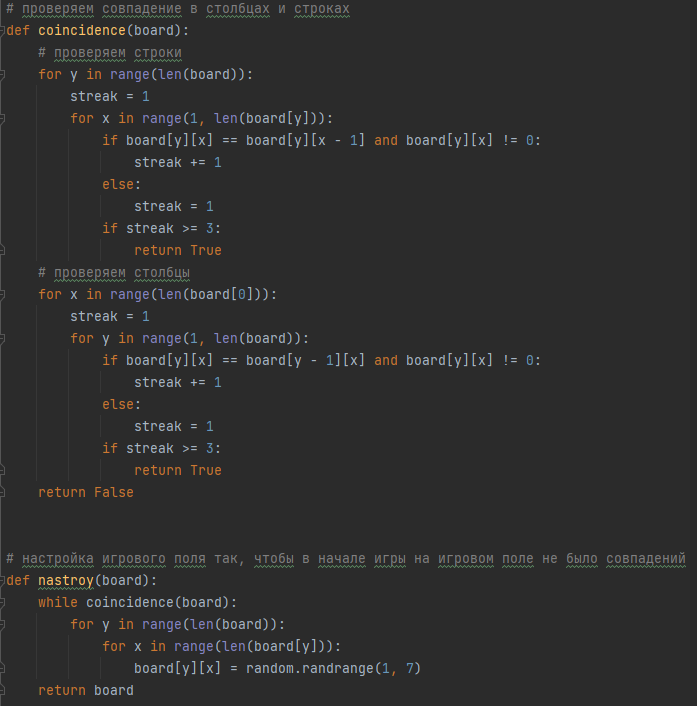 # проверяем совпадение в столбцах и строках
def coincidence(board):
    # проверяем строки
    for y in range(len(board)):
        streak = 1
        for x in range(1, len(board[y])):
            if board[y][x] == board[y][x - 1] and board[y][x] != 0:
                streak += 1
            else:
                streak = 1
            if streak >= 3:
                return True
    # проверяем столбцы
    for x in range(len(board[0])):
        streak = 1
        for y in range(1, len(board)):
            if board[y][x] == board[y - 1][x] and board[y][x] != 0:
                streak += 1
            else:
                streak = 1
            if streak >= 3:
                return True
    return False
# настройка игрового поля так, чтобы в начале игры на игровом поле не было совпадений
def nastroy(board):
    while coincidence(board):
        for y in range(len(board)):
            for x in range(len(board[y])):
                board[y][x] = random.randrange(1, 7)
    return board